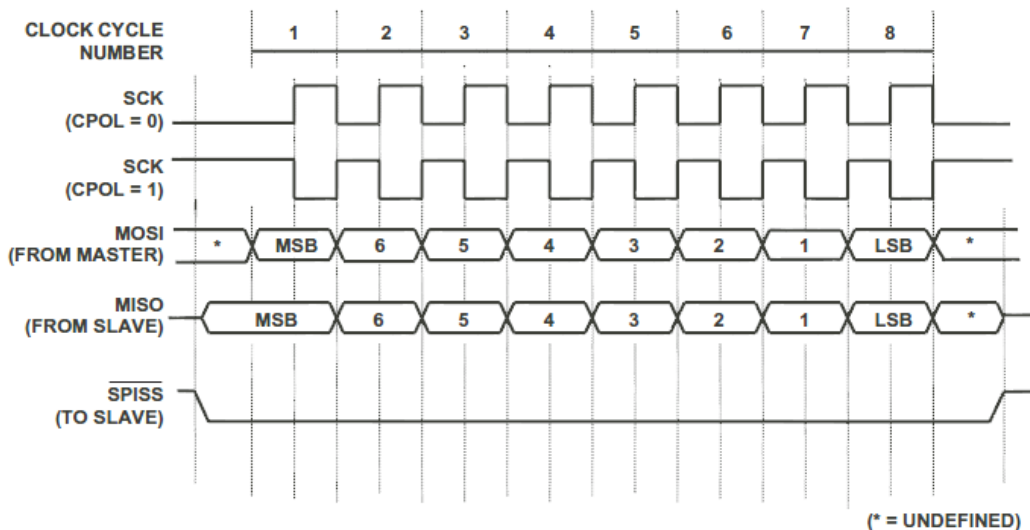 CLOCK CYCLE
NUMBER
1 2 3 4 5 6 7 8
SCK
(CPOL = 0)
SCK
(CPOL = 1)
MOSI
(FROM MASTER)
* MSB 6 5 4 3 2 1 LSB *
MISO
(FROM SLAVE)
MSB 6 5 4 3 2 1 LSB *
SPISS
(TO SLAVE)
(* = UNDEFINED)